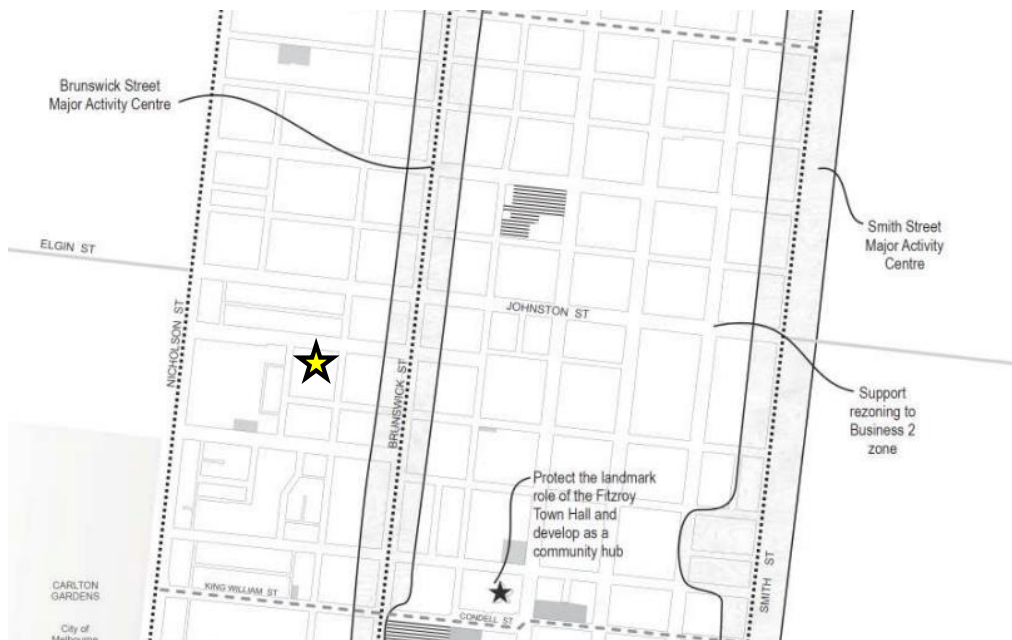 Brunswick Street
Major Activity Centre
ELGIN ST
Smith Street
Major Activity
Centre
JOHNSTON ST
NICHOLSON ST
BRUNSWICK ST
Support
rezoning to
Business 2
zone
Protect the landmark
role of the Fitzroy
Town Hall and
develop as a
community hub
SMITH ST
CARLTON
GARDENS
KING WILLIAM ST
CONDELL ST
City of
Melbourne